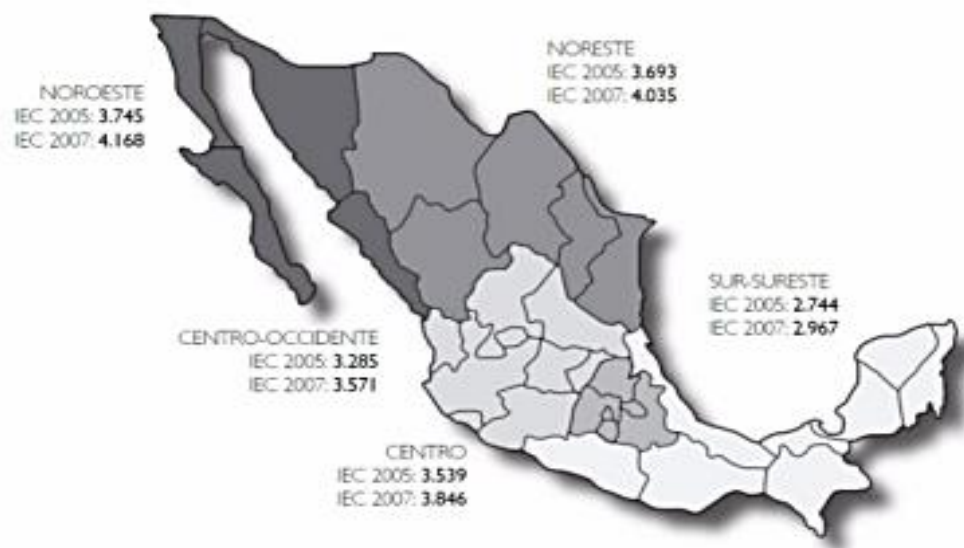 NORESTE
IEC 2005: 3.693
IEC 2007: 4.035
NOROESTE
IEC 2005: 3.745
IEC 2007: 4.168
SUR-SURESTE
IEC 2005: 2.744
IEC 2007: 2.967
CENTRO-OCCIDENTE
IEC 2005: 3.285
IEC 2007: 3.571
CENTRO
IEC 2005: 3.539
IEC 2007: 3.846